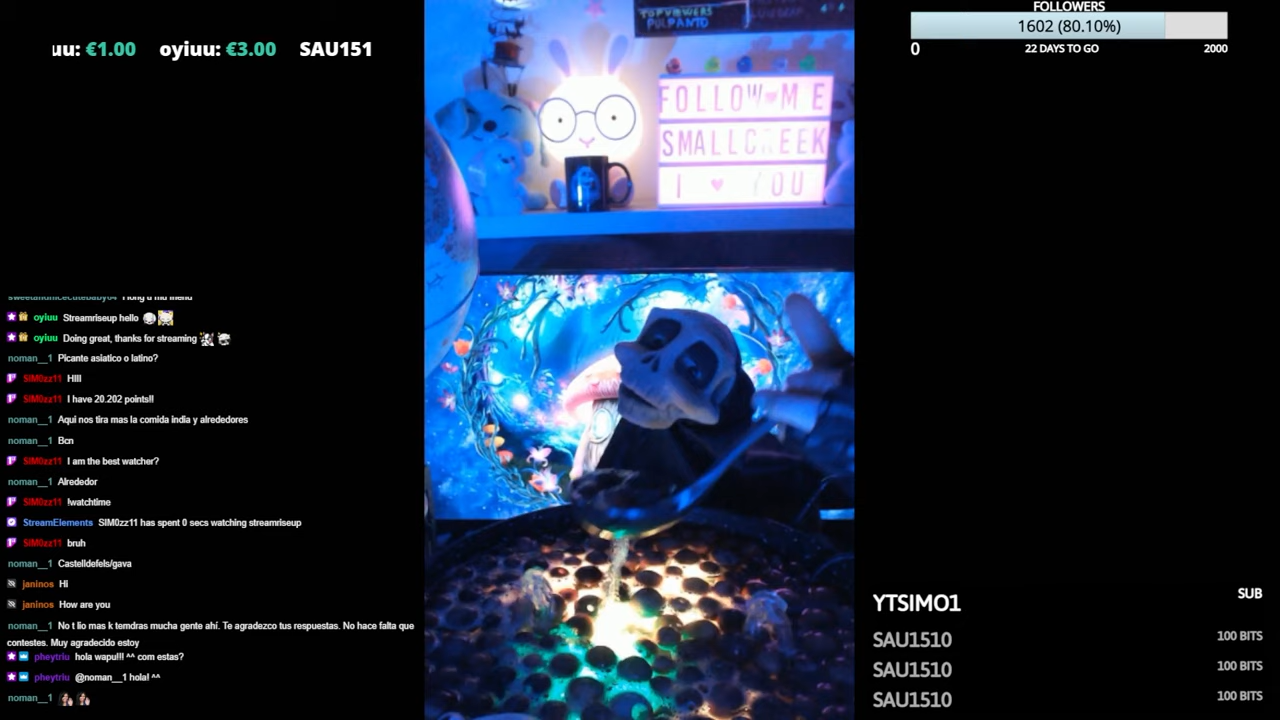 uu: €1.00 oyiuu: €3.00 SAU151
TOPVIEWERS
PULPANTO
FOLLOW♥ME
SMALLCREEK
I ♥ YOU
FOLLOWERS
1602 (80.10%)
0 22 DAYS TO GO 2000
oyiuu Streamriseup hello
oyiuu Doing great, thanks for streaming
noman__1 Picante asiatico o latino?
SIM0zz11 HIII
SIM0zz11 I have 20.202 points!!
noman__1 Aqui nos tira mas la comida india y alrededores
noman__1 Bcn
SIM0zz11 I am the best watcher?
noman__1 Alrededor
SIM0zz11 !watchtime
StreamElements SIM0zz11 has spent 0 secs watching streamriseup
SIM0zz11 bruh
noman__1 Castelldefels/gava
janinos Hi
janinos How are you
noman__1 No t lio mas k temdras mucha gente ahí. Te agradezco tus respuestas. No hace falta que
contestes. Muy agradecido estoy
pheytriu hola wapu!!! ^^ com estas?
pheytriu @noman__1 hola! ^^
noman__1
YTSIMO1 SUB
SAU1510 100 BITS
SAU1510 100 BITS
SAU1510 100 BITS